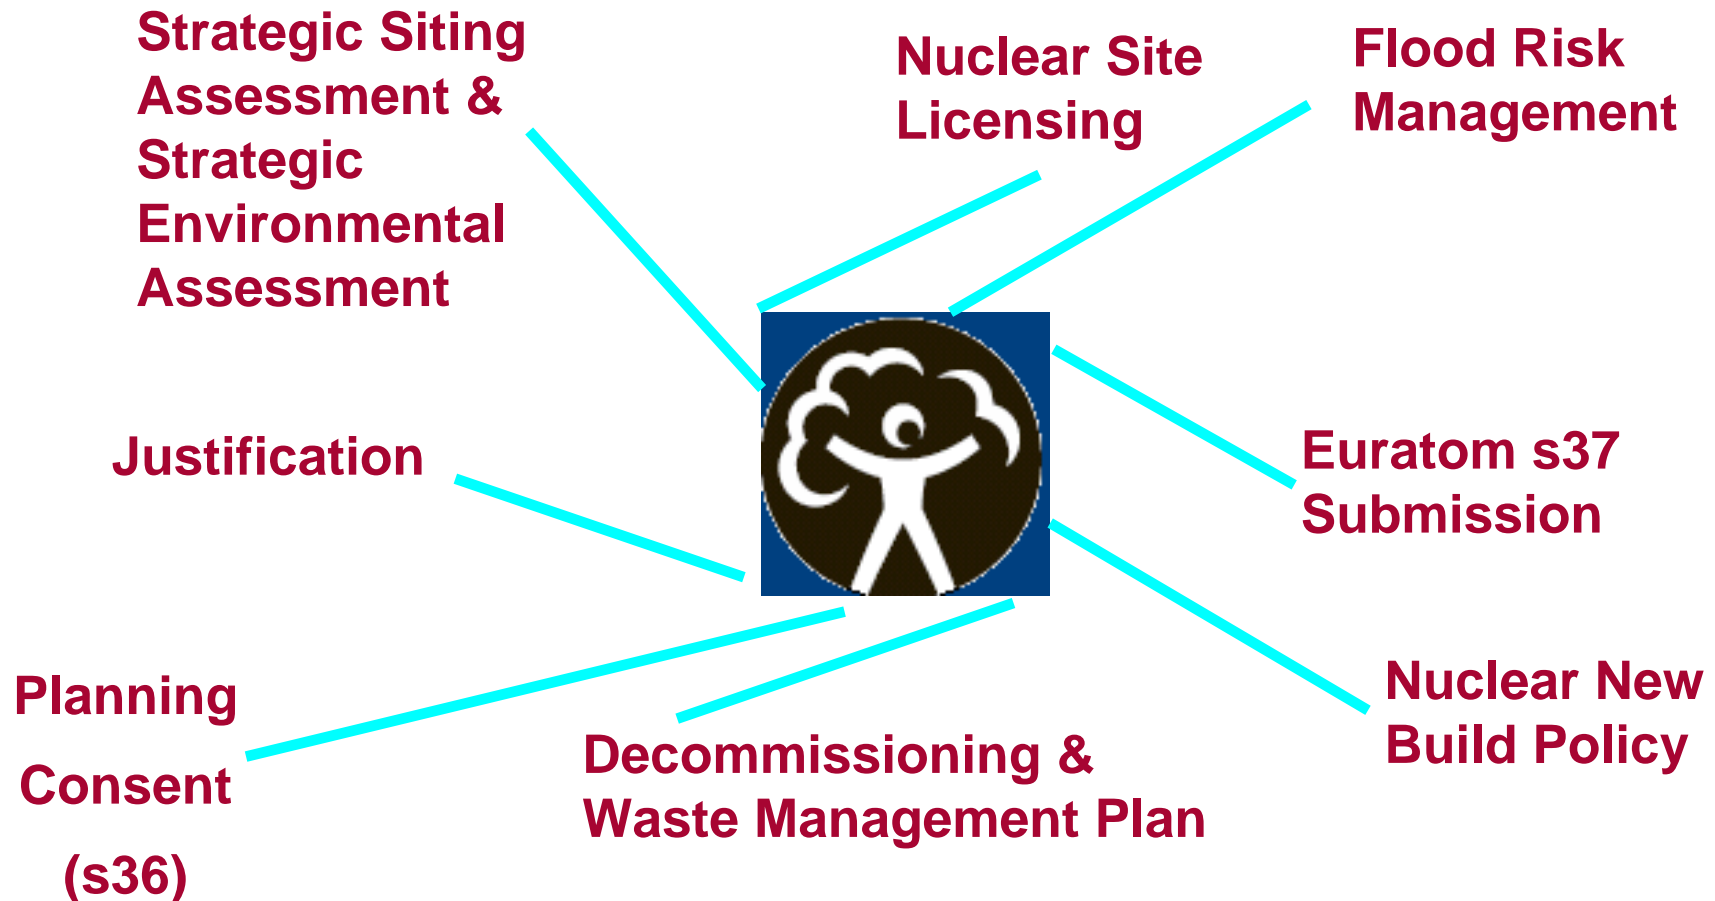 Strategic Siting
Assessment &
Strategic
Environmental
Assessment
Nuclear Site
Licensing
Flood Risk
Management
Justification
Euratom s37
Submission
Planning
Consent
(s36)
Decommissioning &
Waste Management Plan
Nuclear New
Build Policy